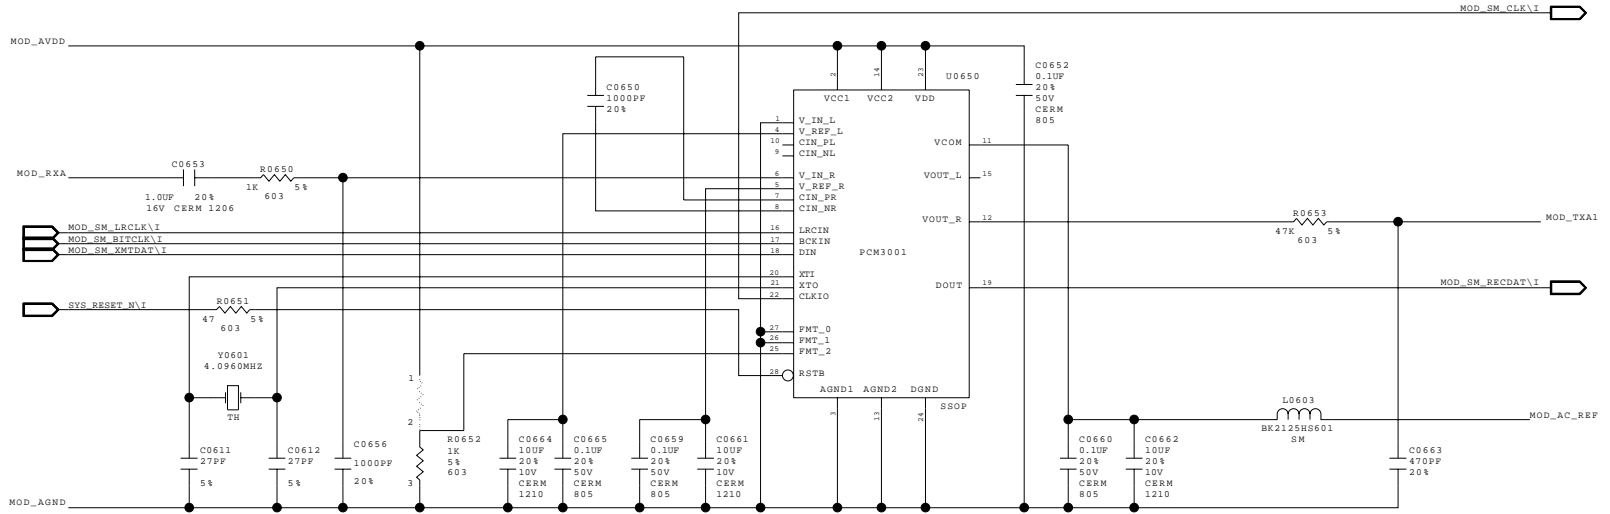 MOD_SM_CLK\I
MOD_AVDD
2
14
23
U0650
C0652
0.1UF
20%
50V
CERM
805
C0650
1000PF
20%
VCC1 VCC2 VDD
1 V_IN_L
4 V_REF_L
10 CIN_PL
9 CIN_NL
VCOM 11
C0653
1.0UF 20%
16V CERM 1206
R0650
1K 5%
603
MOD_RXA
6 V_IN_R
5 V_REF_R
7 CIN_PR
8 CIN_NR
VOUT_L 15
VOUT_R 12
R0653
47K 5%
603
MOD_TXA1
MOD_SM_LRCLK\I
MOD_SM_BITCLK\I
MOD_SM_XMTDAT\I
16 LRCIN
17 BCKIN
18 DIN
PCM3001
20 XTI
21 XTO
22 CLKIO
DOUT 19
MOD_SM_RECDAT\I
SYS_RESET_N\I
R0651
47 5%
603
27 FMT_0
26 FMT_1
25 FMT_2
28 RSTB
Y0601
4.0960MHZ
TH
1
2
3
AGND1 AGND2 DGND
SSOP
3
13
24
L0603
BK2125HS601
SM
MOD_AC_REF
C0611
27PF
5%
C0612
27PF
5%
C0656
1000PF
20%
R0652
1K
5%
603
C0664
10UF
20%
10V
CERM
1210
C0665
0.1UF
20%
50V
CERM
805
C0659
0.1UF
20%
50V
CERM
805
C0661
10UF
20%
10V
CERM
1210
C0660
0.1UF
20%
50V
CERM
805
C0662
10UF
20%
10V
CERM
1210
C0663
470PF
20%
MOD_AGND